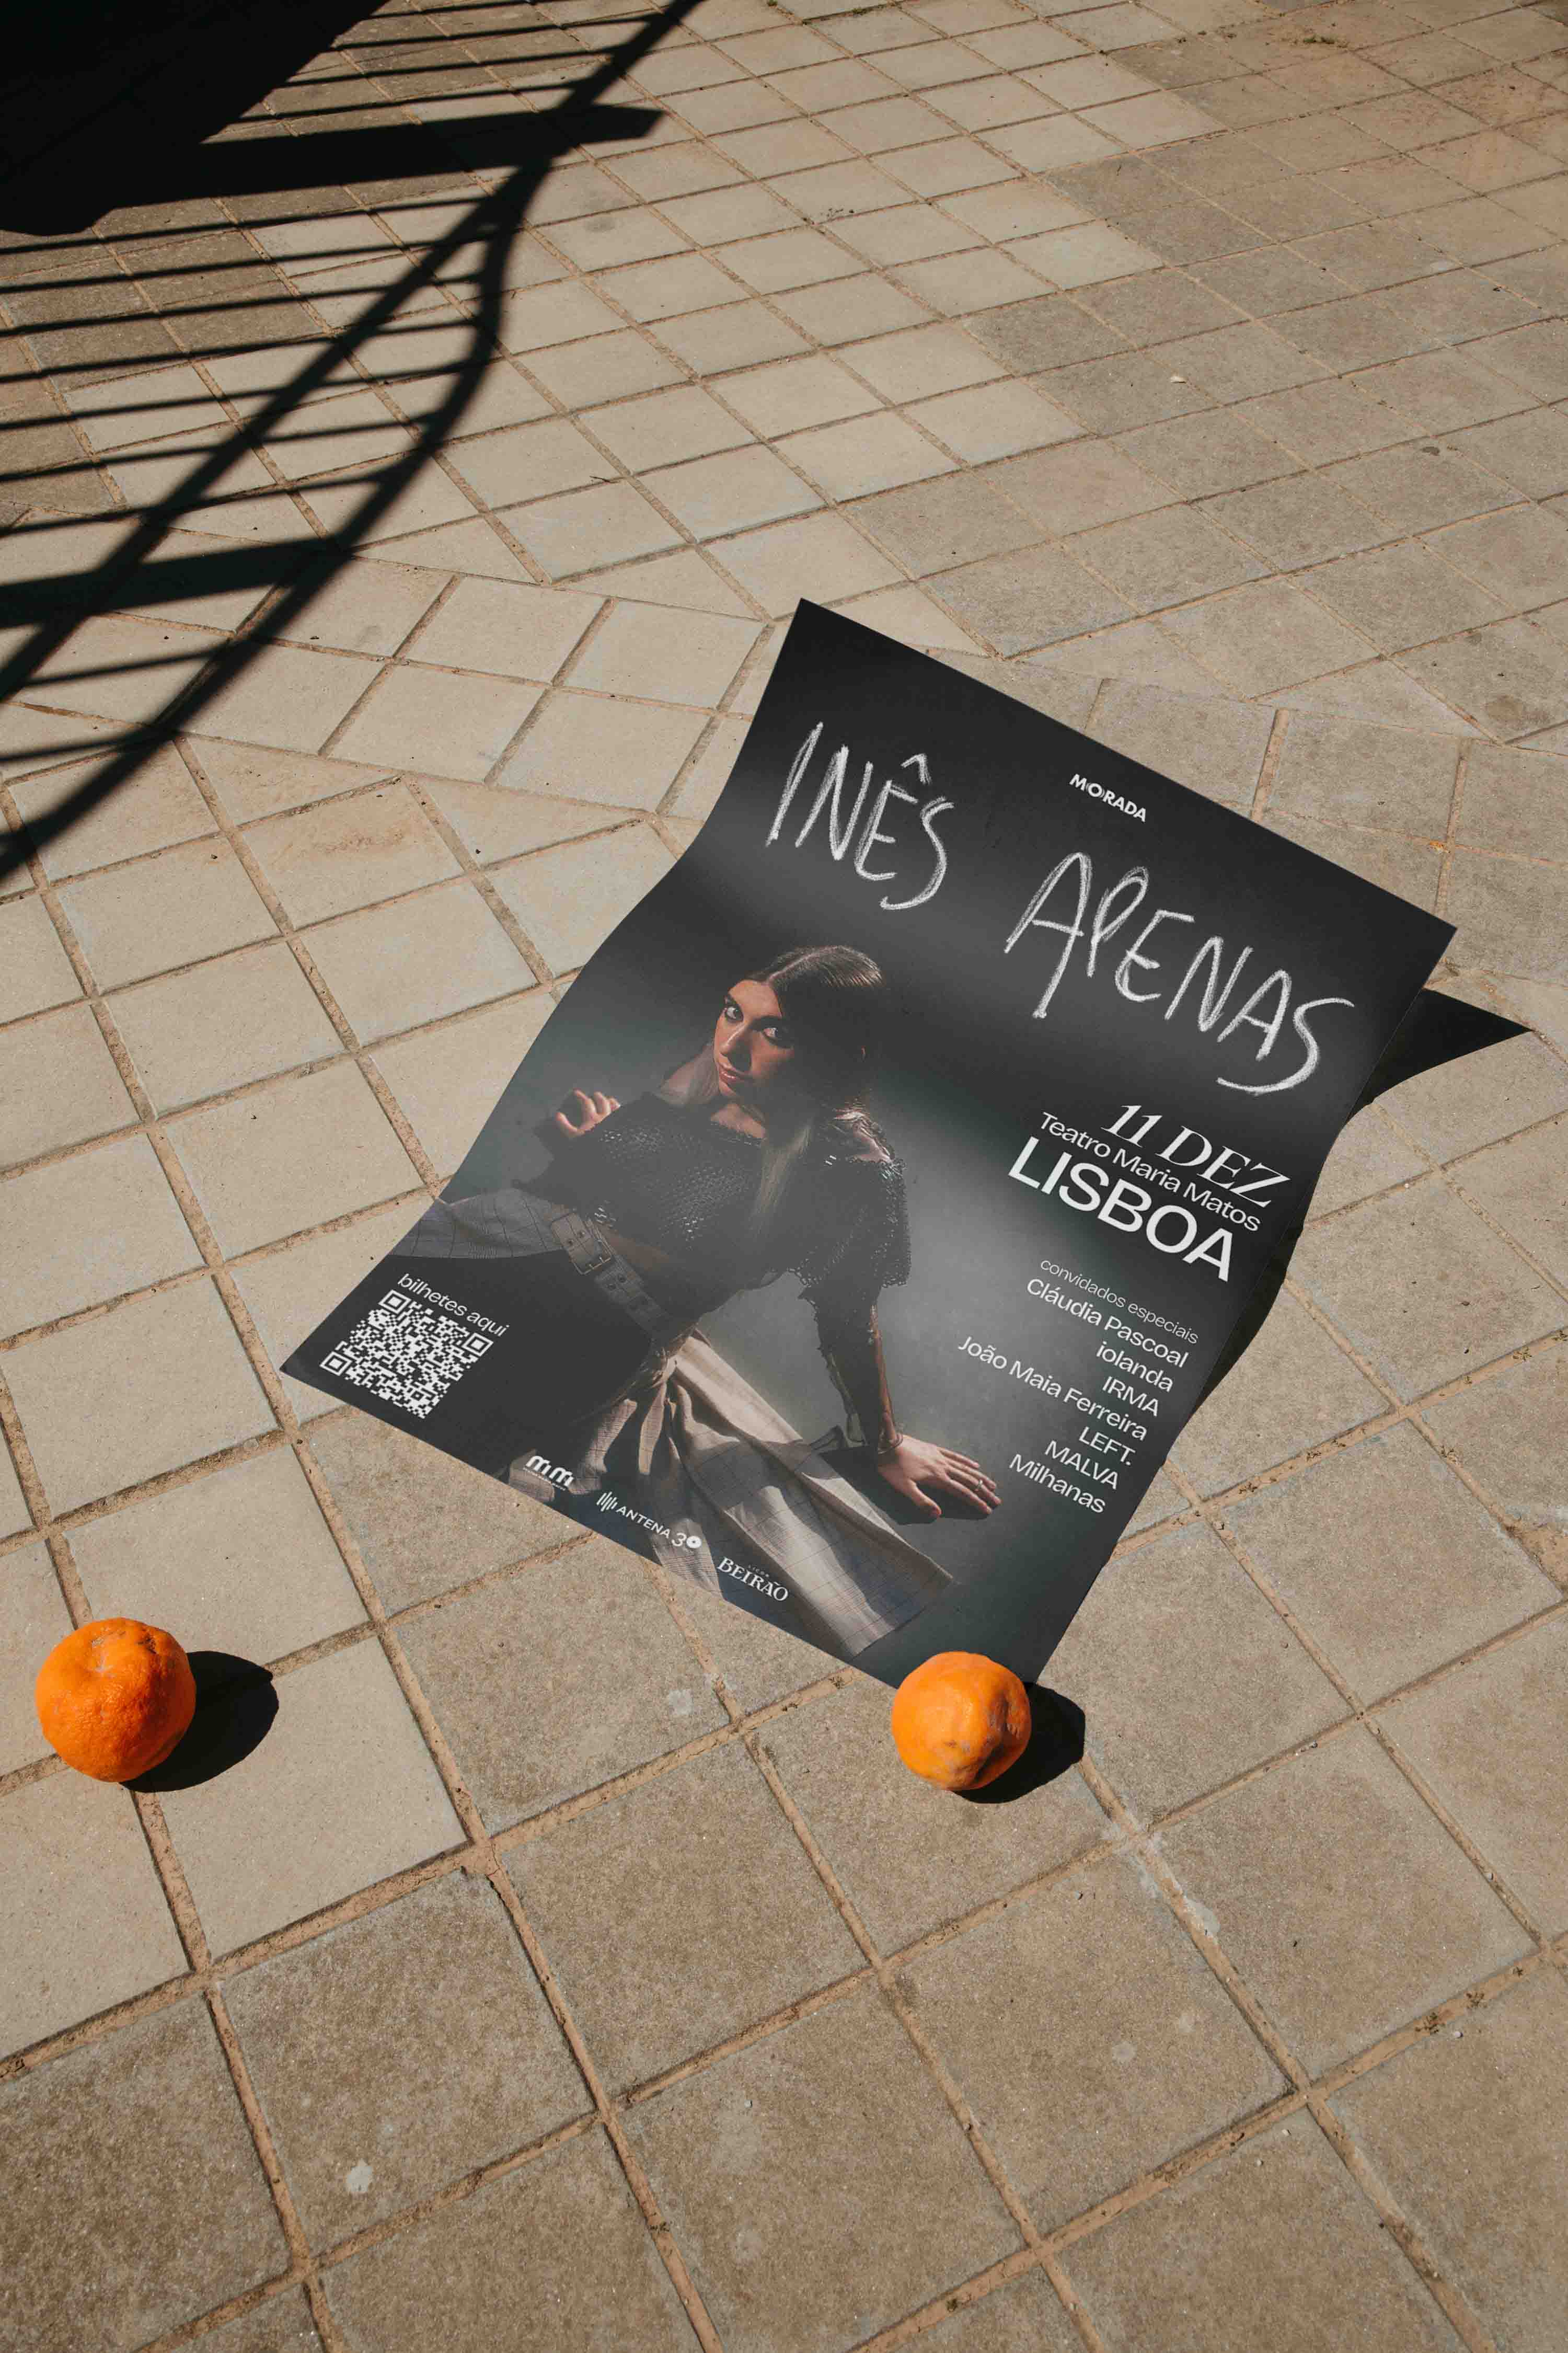 MORADA
INÊS APENAS
11 DEZ
Teatro Maria Matos
LISBOA
convidados especiais
Cláudia Pascoal
iolanda
IRMA
João Maia Ferreira
LEFT.
MALVA
Milhanas
bilhetes aqui
mm
ANTENA 3
BEIRÃO